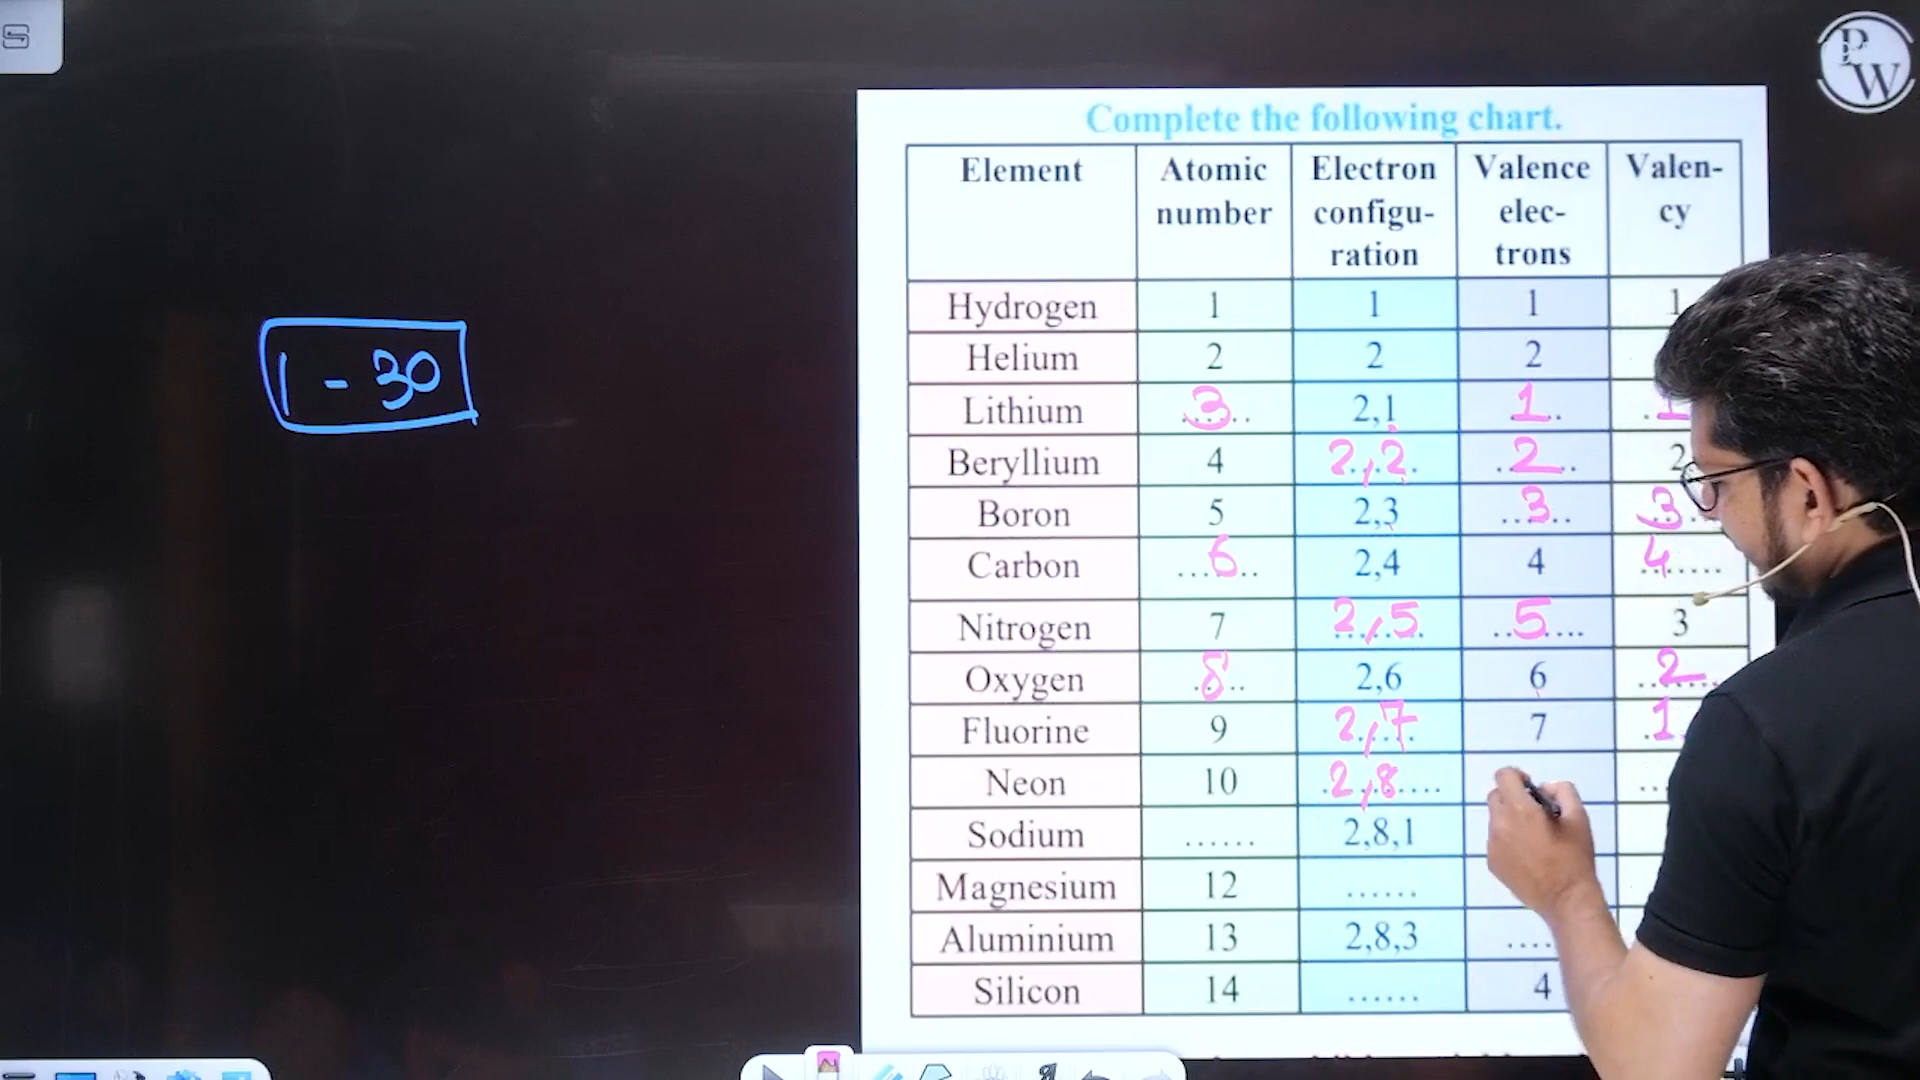 PW
Complete the following chart.
Element Atomic number Electron configu-ration Valence elec-trons Valen-cy
Hydrogen 1 1 1 1
Helium 2 2 2
Lithium 3 2,1 1 1
Beryllium 4 2,2 2 2
Boron 5 2,3 3 3
Carbon 6 2,4 4 4
Nitrogen 7 2,5 5 3
Oxygen 8 2,6 6 2
Fluorine 9 2,7 7 1
Neon 10 2,8
Sodium ...... 2,8,1
Magnesium 12 ......
Aluminium 13 2,8,3 ....
Silicon 14 ...... 4
1 - 30